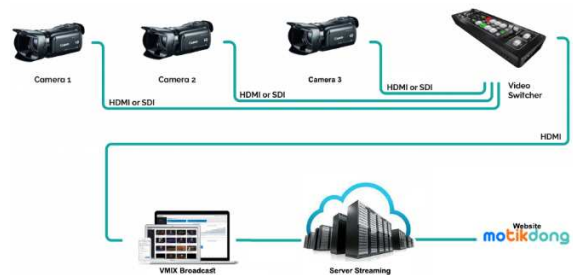 Camera 1
Camera 2
Camera 3
Video
Switcher
HDMI or SDI
HDMI or SDI
HDMI or SDI
HDMI
VMIX Broadcast
Server Streaming
Website
motikdong